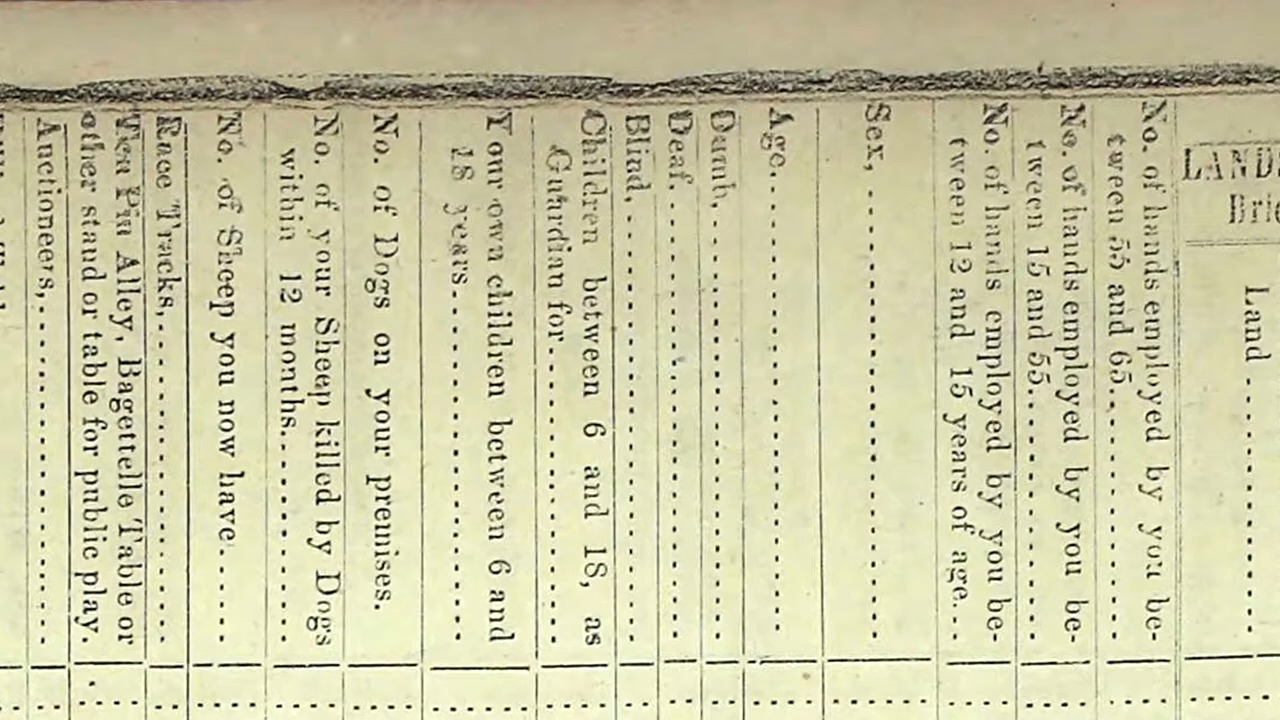 Land ............
No. of hands employed by you be-
tween 55 and 65..............
No. of hands employed by you be-
tween 15 and 55..............
No. of hands employed by you be-
tween 12 and 15 years of age...
Sex, ........................
Age..........................
Dumb,........................
Deaf.........................
Blind,.......................
Children between 6 and 18, as
Guardian for.................
Your own children between 6 and
18 years.....................
No. of Dogs on your premises.
No. of your Sheep killed by Dogs
within 12 months.............
No. of Sheep you now have.....
Race Tracks,.................
Ten Pin Alley, Bagettelle Table or
other stand or table for public play.
Auctioneers,.................